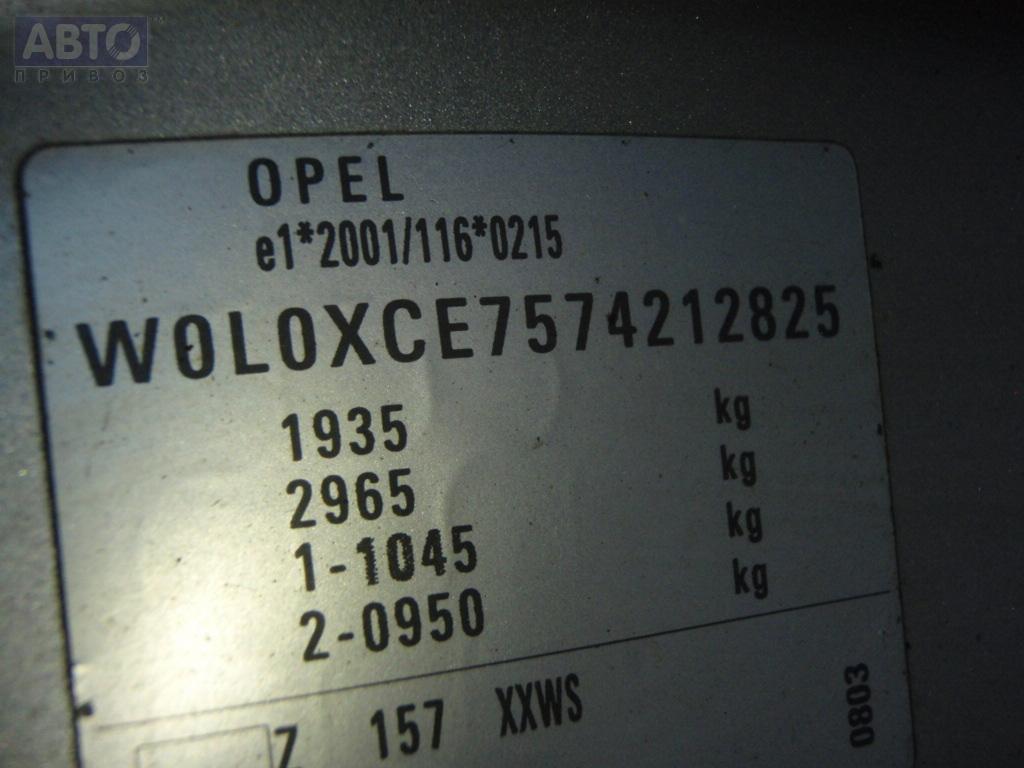 АВТО
ПРИВОЗ
OPEL
e1*2001/116*0215
W0L0XCE7574212825
1935 kg
2965 kg
1-1045 kg
2-0950 kg
Z 157 XXWS
0803